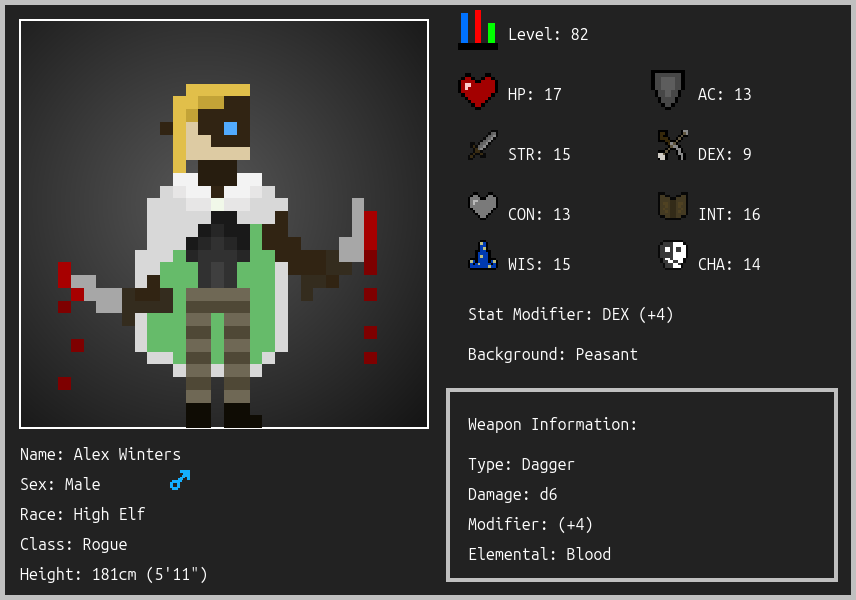 Level: 82
HP: 17
AC: 13
STR: 15
DEX: 9
CON: 13
INT: 16
WIS: 15
CHA: 14
Stat Modifier: DEX (+4)
Background: Peasant
Weapon Information:
Type: Dagger
Damage: d6
Modifier: (+4)
Elemental: Blood
Name: Alex Winters
Sex: Male
Race: High Elf
Class: Rogue
Height: 181cm (5'11")